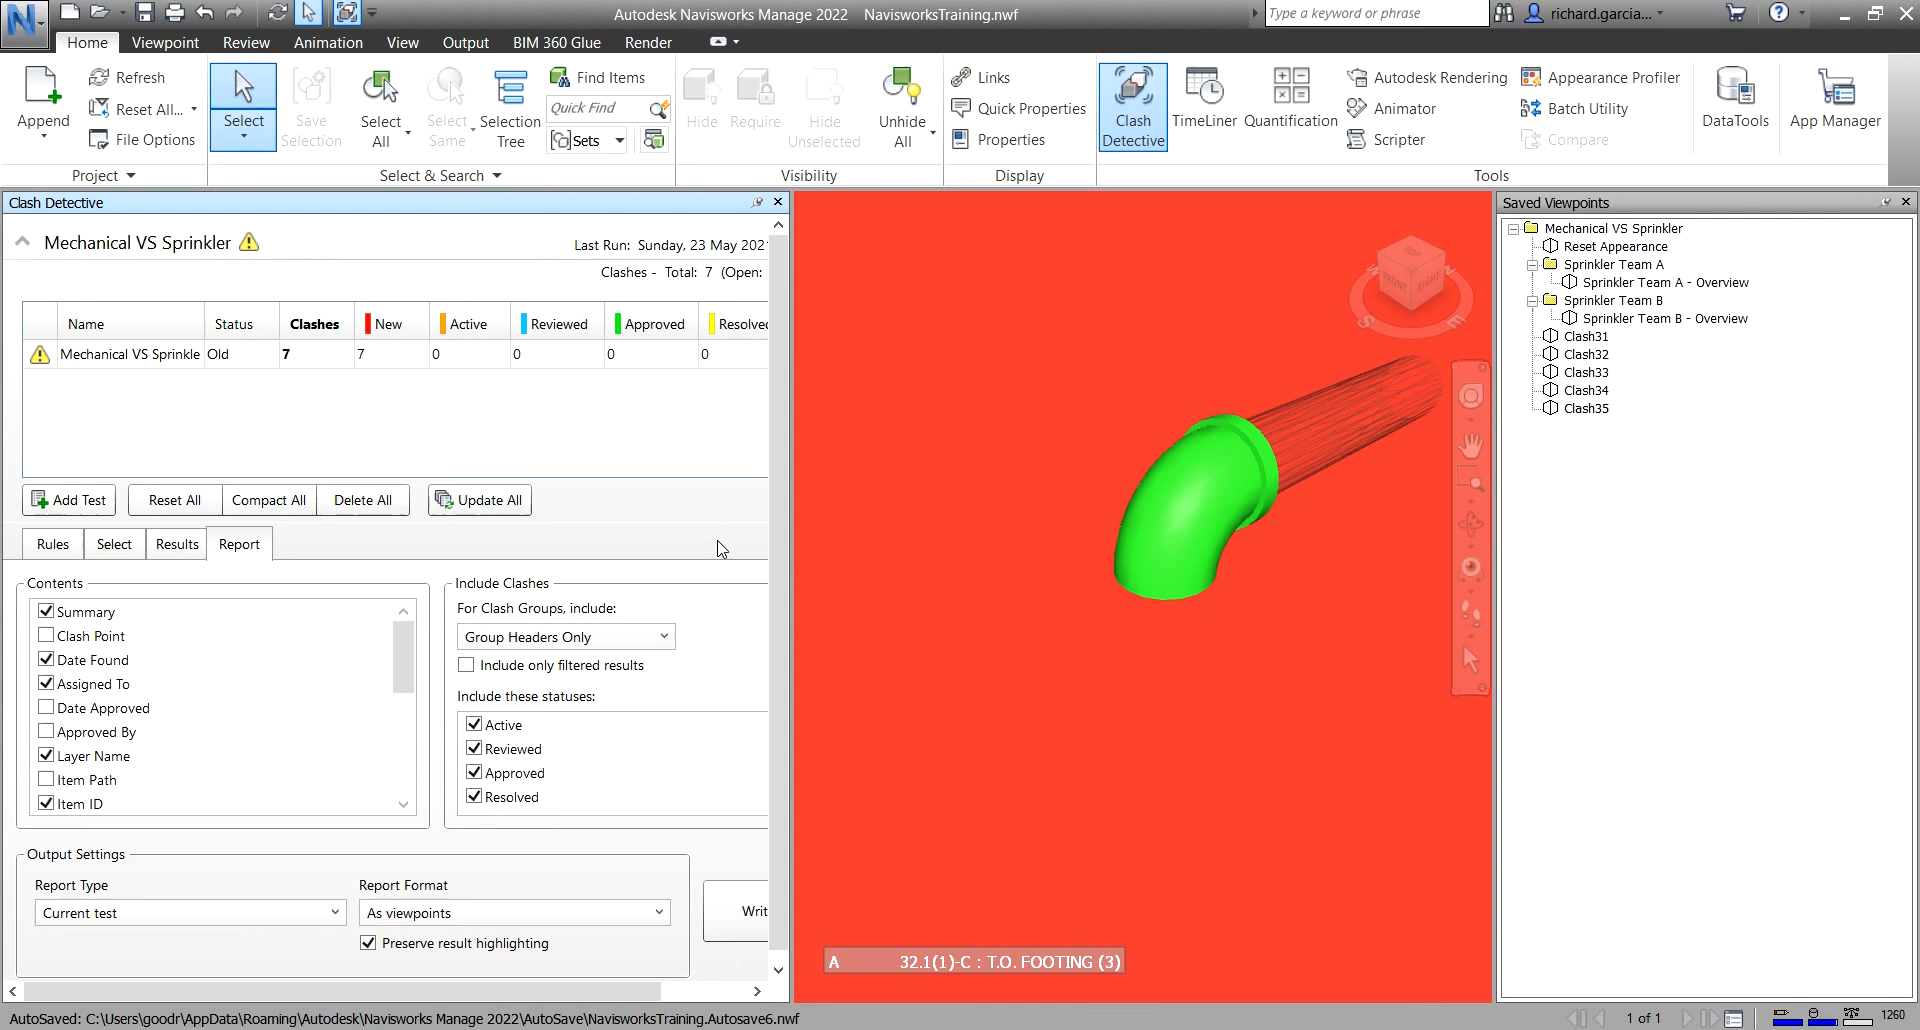 Autodesk Navisworks Manage 2022 NavisworksTraining.nwf
Type a keyword or phrase
richard.garcia...
Home Viewpoint Review Animation View Output BIM 360 Glue Render
Append
Refresh
Reset All...
File Options
Project
Select
Save Selection
Select All
Select Same
Selection Tree
Find Items
Quick Find
Sets
Select & Search
Hide
Require
Hide Unselected
Unhide All
Visibility
Links
Quick Properties
Properties
Display
Clash Detective
TimeLiner
Quantification
Autodesk Rendering
Animator
Scripter
Appearance Profiler
Batch Utility
Compare
DataTools
App Manager
Tools
Clash Detective
Mechanical VS Sprinkler
Last Run: Sunday, 23 May 202
Clashes - Total: 7 (Open:
Name Status Clashes New Active Reviewed Approved Resolved
Mechanical VS Sprinkle Old 7 7 0 0 0 0
Add Test Reset All Compact All Delete All Update All
Rules Select Results Report
Contents
Summary
Clash Point
Date Found
Assigned To
Date Approved
Approved By
Layer Name
Item Path
Item ID
Include Clashes
For Clash Groups, include:
Group Headers Only
Include only filtered results
Include these statuses:
Active
Reviewed
Approved
Resolved
Output Settings
Report Type
Current test
Report Format
As viewpoints
Preserve result highlighting
Writ
TOP
FRONT
RIGHT
S
E
A 32.1(1)-C : T.O. FOOTING (3)
Saved Viewpoints
Mechanical VS Sprinkler
Reset Appearance
Sprinkler Team A
Sprinkler Team A - Overview
Sprinkler Team B
Sprinkler Team B - Overview
Clash31
Clash32
Clash33
Clash34
Clash35
AutoSaved: C:\Users\goodr\AppData\Roaming\Autodesk\Navisworks Manage 2022\AutoSave\NavisworksTraining.Autosave6.nwf
1 of 1
1260